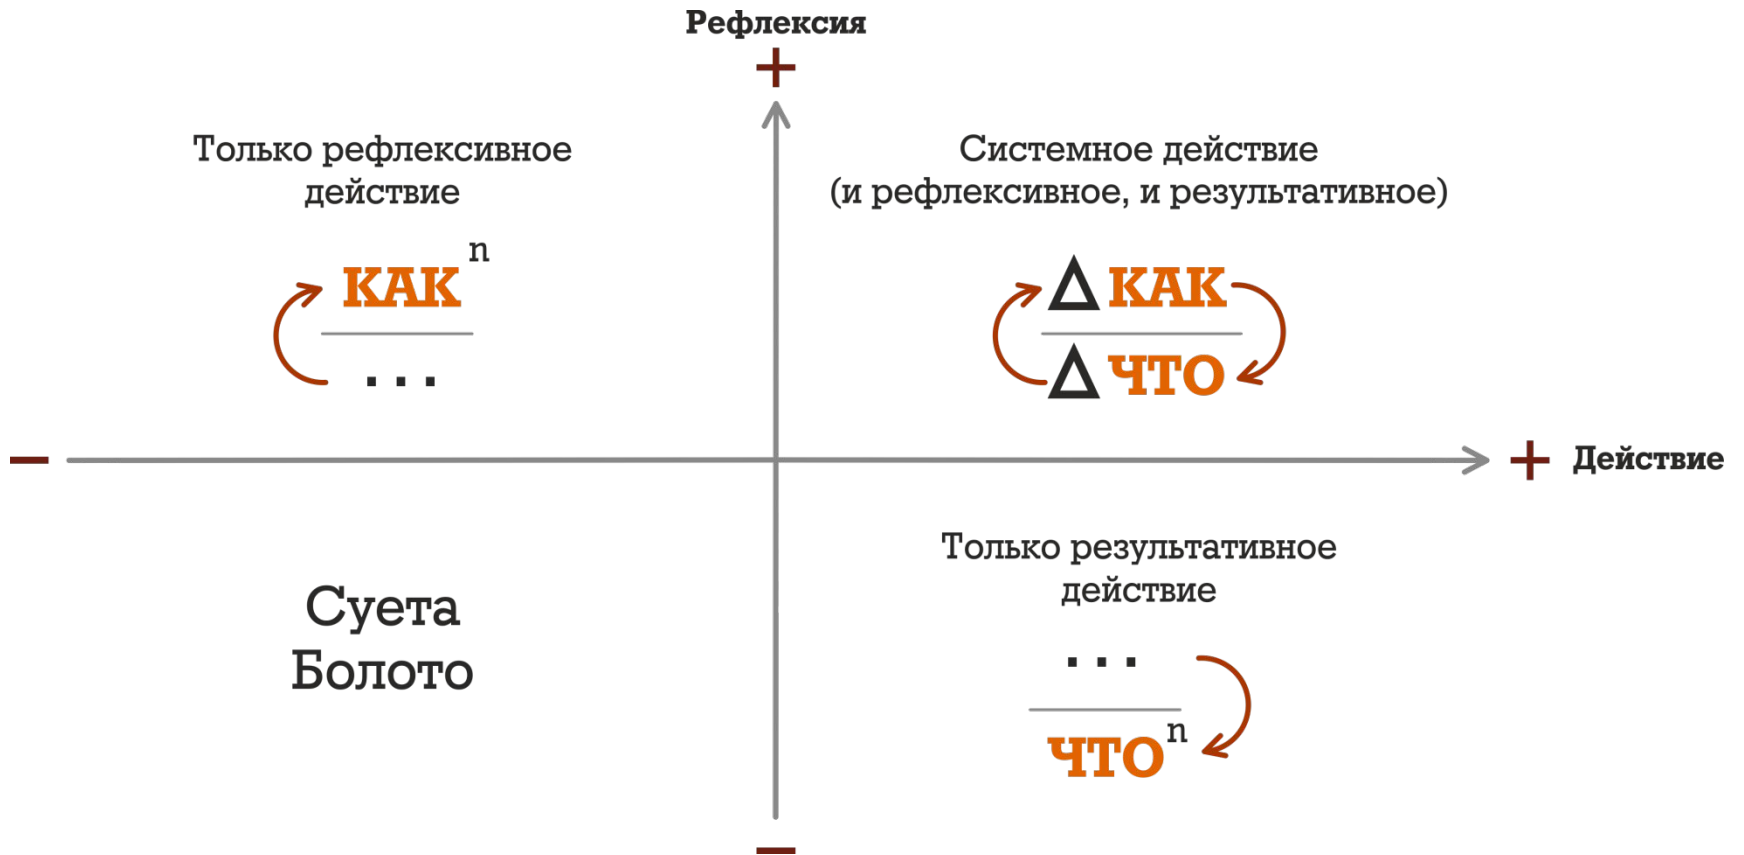 Рефлексия
+
Только рефлексивное
действие
КАК n
...
Системное действие
(и рефлексивное, и результативное)
Δ КАК
Δ ЧТО
−
+ Действие
Суета
Болото
Только результативное
действие
...
ЧТО n
−